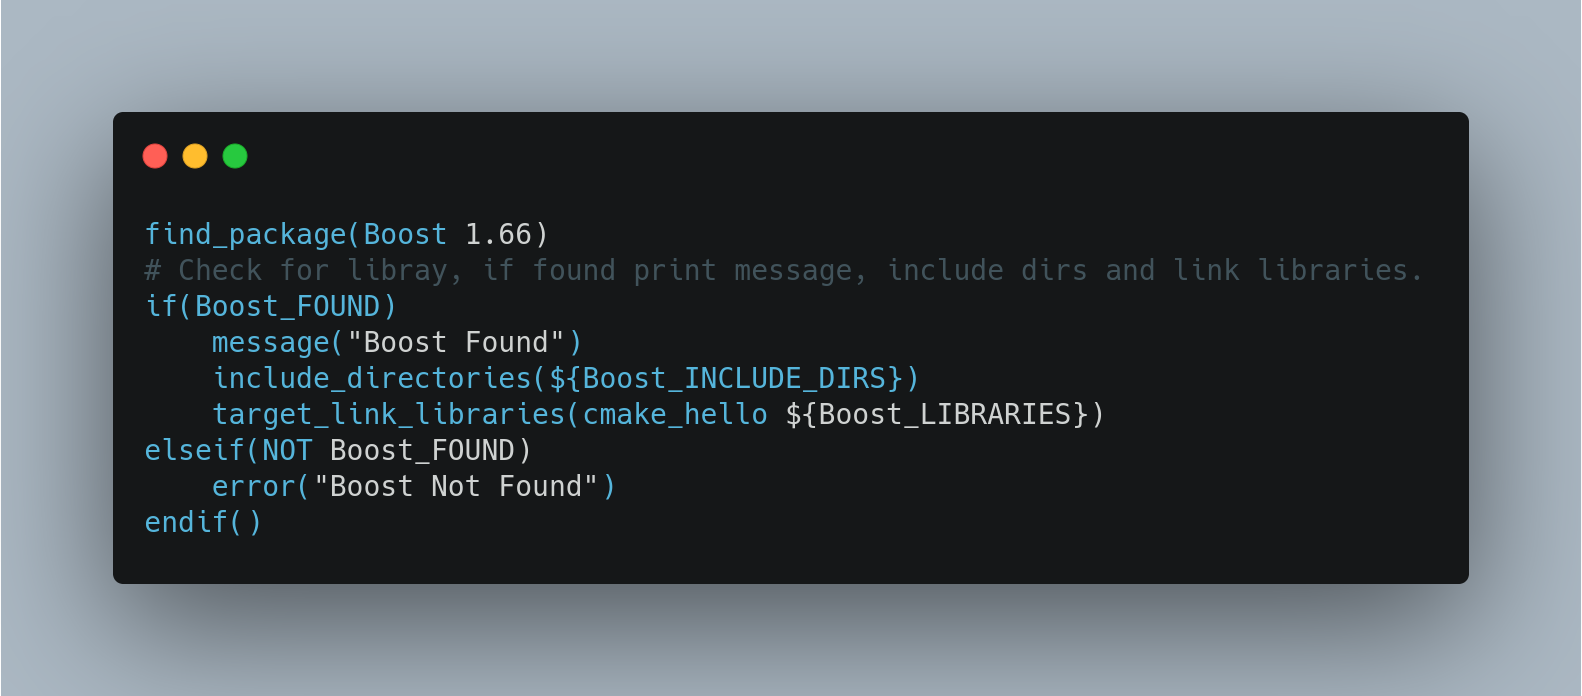 find_package(Boost 1.66)
# Check for libray, if found print message, include dirs and link libraries.
if(Boost_FOUND)
    message("Boost Found")
    include_directories(${Boost_INCLUDE_DIRS})
    target_link_libraries(cmake_hello ${Boost_LIBRARIES})
elseif(NOT Boost_FOUND)
    error("Boost Not Found")
endif()